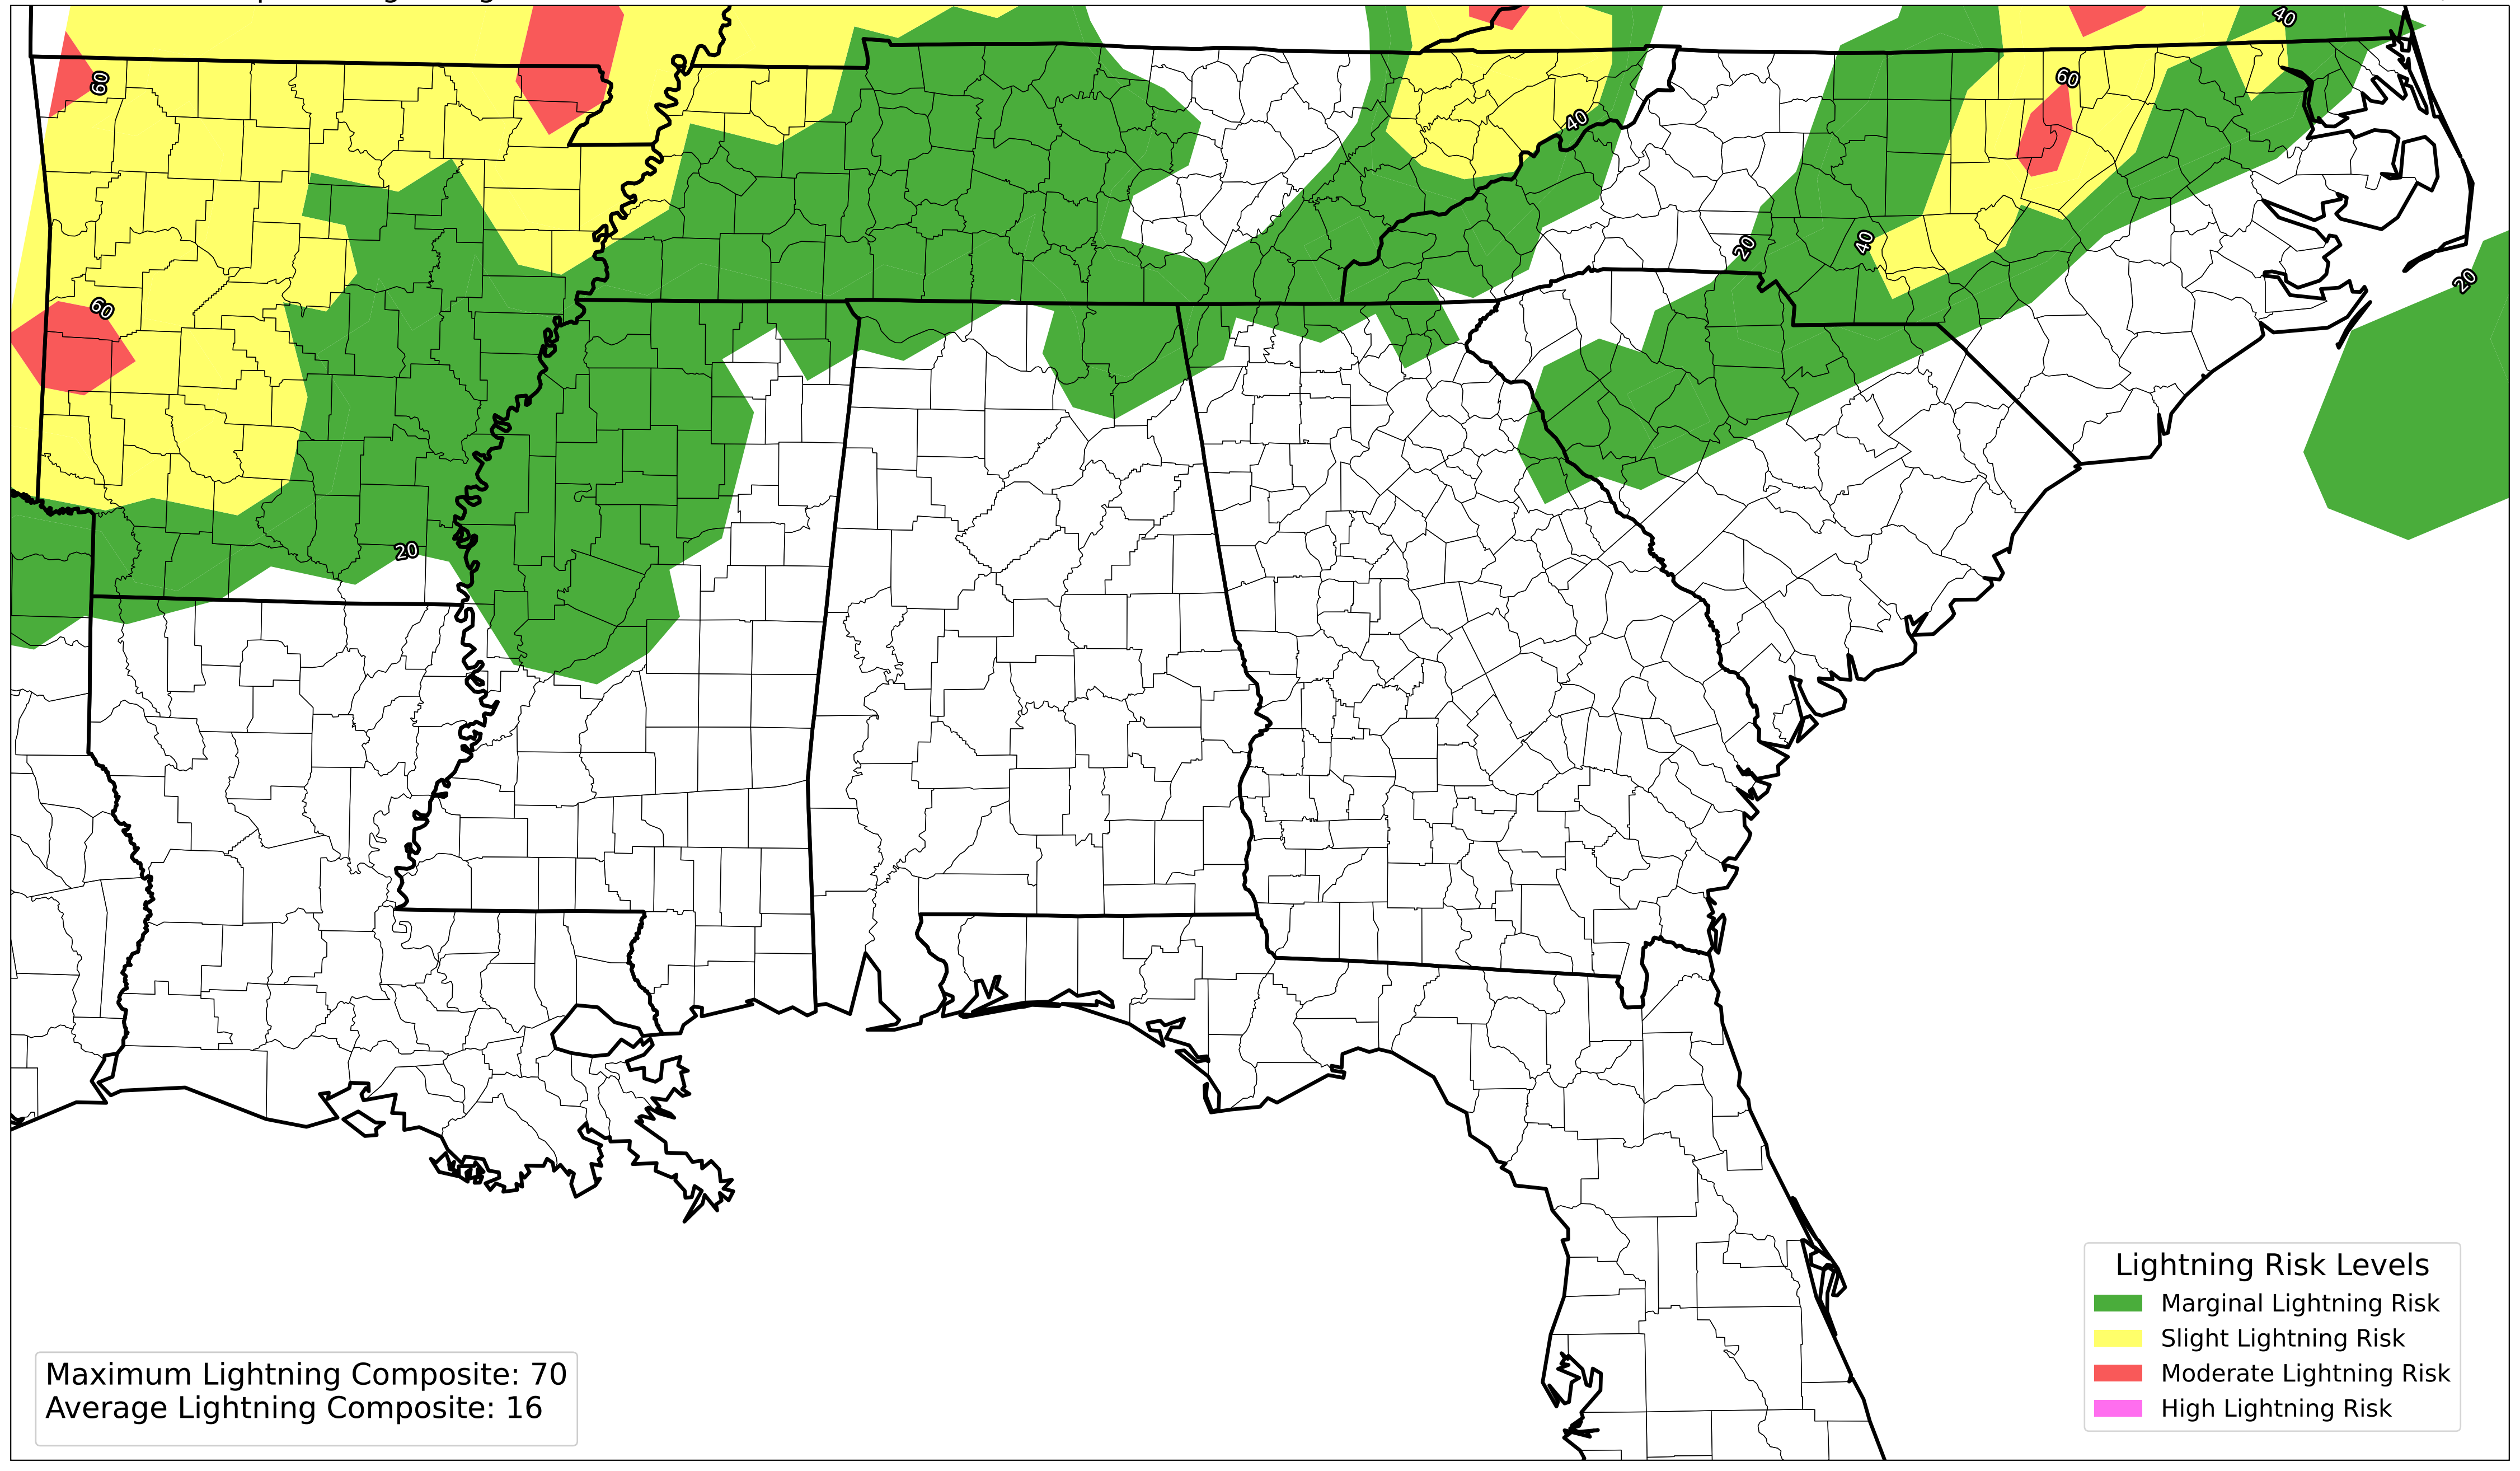 40
60
60
40
20
40
60
20
20
Lightning Risk Levels
Marginal Lightning Risk
Slight Lightning Risk
Moderate Lightning Risk
High Lightning Risk
Maximum Lightning Composite: 70
Average Lightning Composite: 16